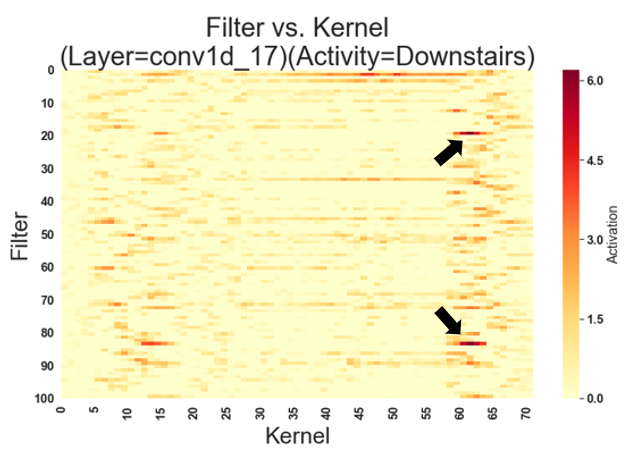 Filter vs. Kernel
(Layer=conv1d_17)(Activity=Downstairs)
0
10
20
30
40
50
60
70
80
90
100
Filter
0 5 10 15 20 25 30 35 40 45 50 55 60 65 70
Kernel
6.0
4.5
3.0
1.5
0.0
Activation